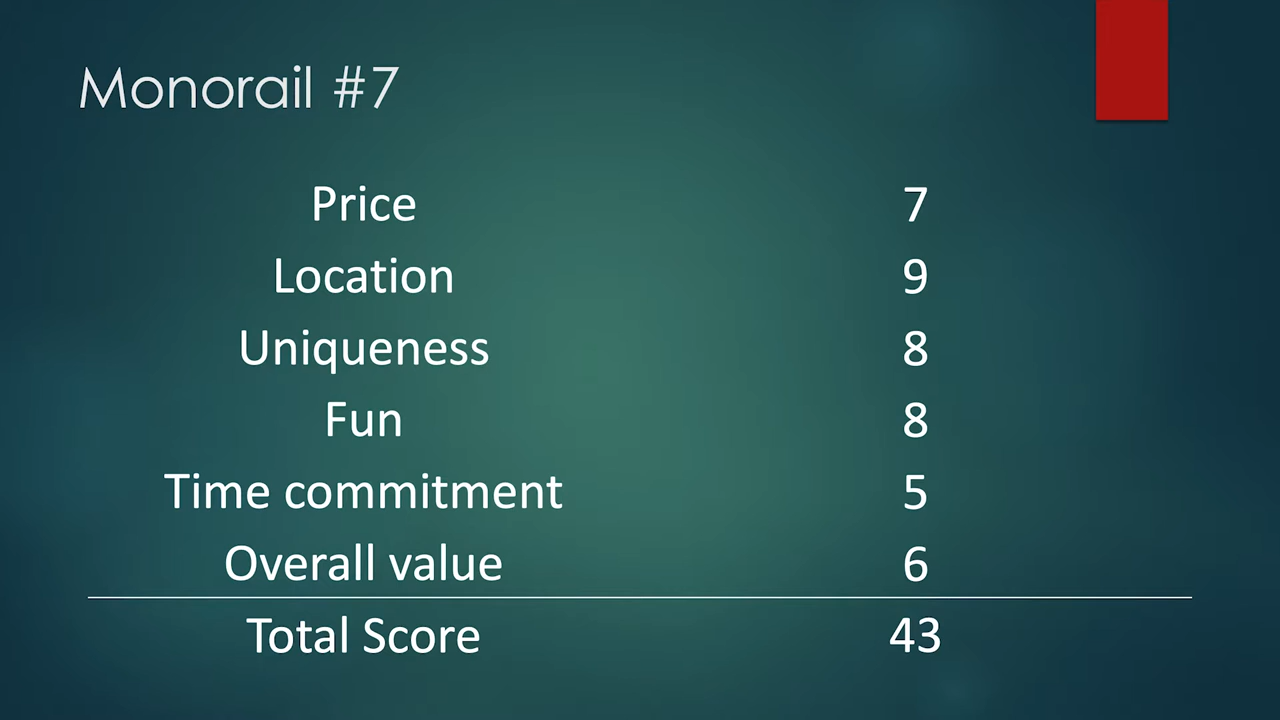 Monorail #7
Price 7
Location 9
Uniqueness 8
Fun 8
Time commitment 5
Overall value 6
Total Score 43